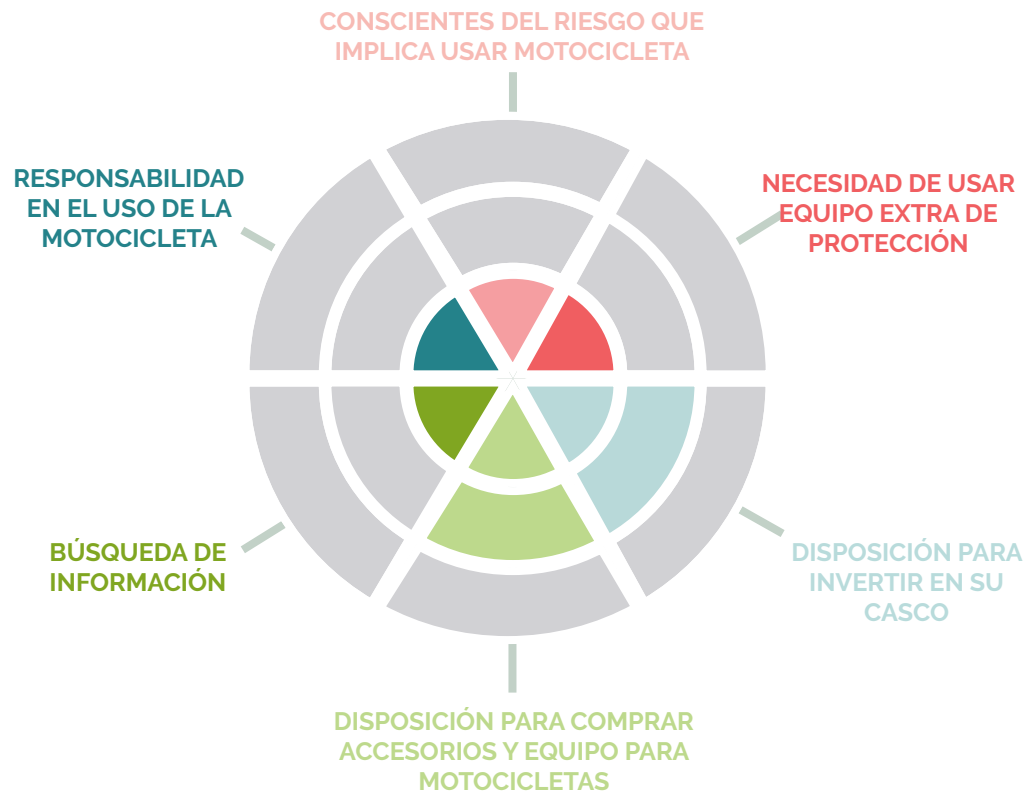 CONSCIENTES DEL RIESGO QUE
IMPLICA USAR MOTOCICLETA
RESPONSABILIDAD
EN EL USO DE LA
MOTOCICLETA
NECESIDAD DE USAR
EQUIPO EXTRA DE
PROTECCIÓN
BÚSQUEDA DE
INFORMACIÓN
DISPOSICIÓN PARA
INVERTIR EN SU
CASCO
DISPOSICIÓN PARA COMPRAR
ACCESORIOS Y EQUIPO PARA
MOTOCICLETAS